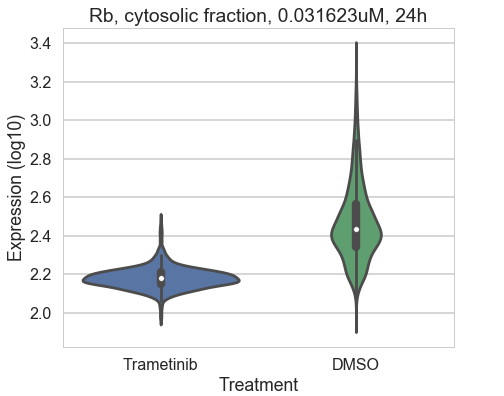 Rb, cytosolic fraction, 0.031623uM, 24h
Expression (log10)
3.4
3.2
3.0
2.8
2.6
2.4
2.2
2.0
Trametinib DMSO
Treatment